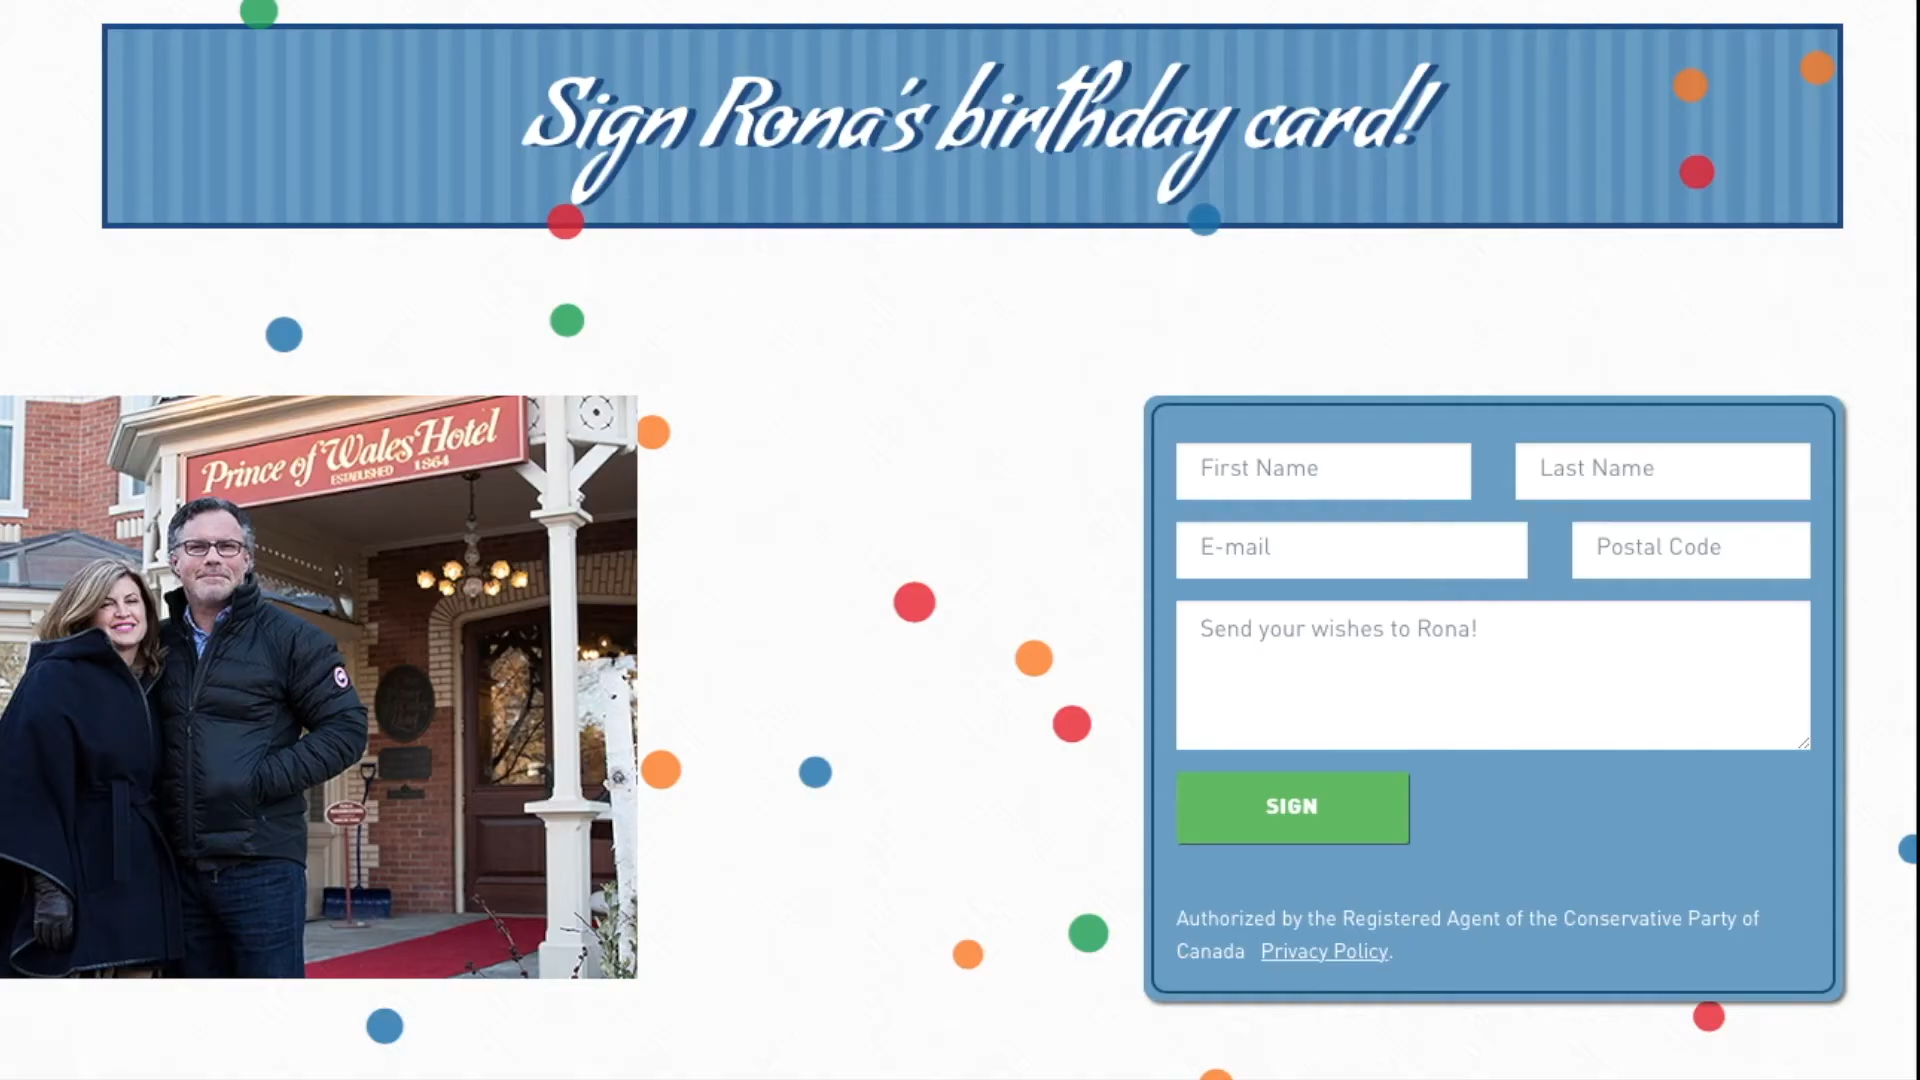 Sign Rona's birthday card!
Prince of Wales Hotel
ESTABLISHED 1864
First Name
Last Name
E-mail
Postal Code
Send your wishes to Rona!
SIGN
Authorized by the Registered Agent of the Conservative Party of
Canada Privacy Policy.